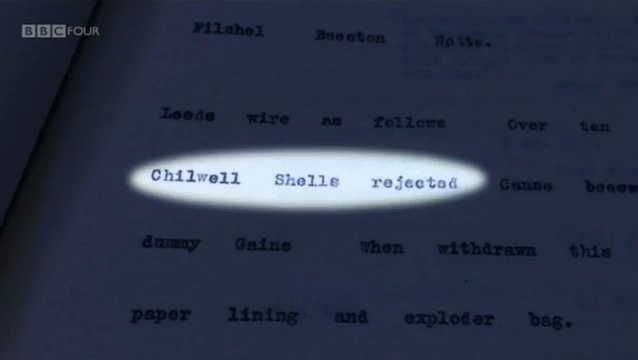 BBC FOUR
Filshel Beeston Notts.
Leeds wire as follows Over ten
Chilwell Shells rejected Cause
dummy Gaine when withdrawn this
paper lining and exploder bag.